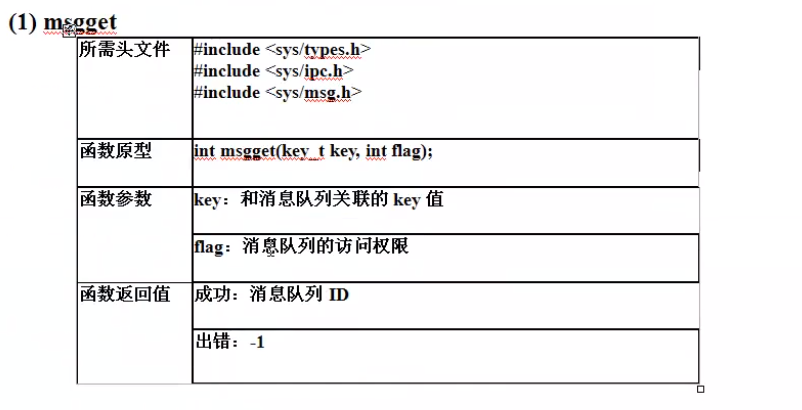 (1) msgget
所需头文件
#include <sys/types.h>
#include <sys/ipc.h>
#include <sys/msg.h>
函数原型
int msgget(key_t key, int flag);
函数参数
key：和消息队列关联的 key 值
flag：消息队列的访问权限
函数返回值
成功：消息队列 ID
出错：-1